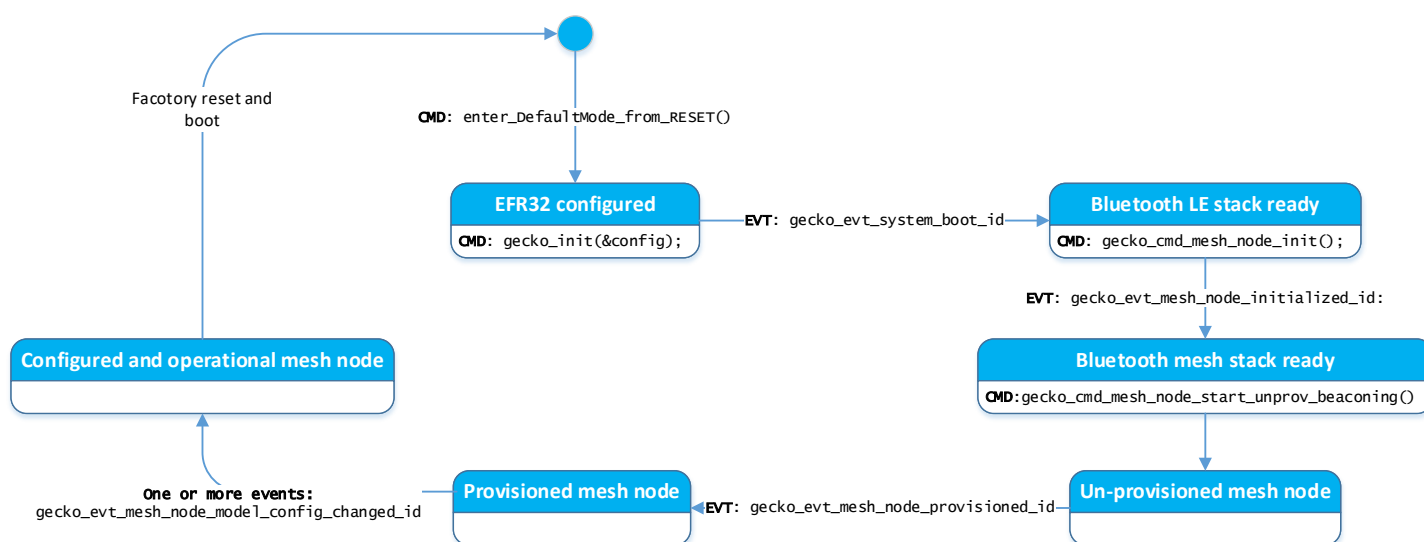 Facotory reset and
boot
CMD: enter_DefaultMode_from_RESET()
EFR32 configured
CMD: gecko_init(&config);
EVT: gecko_evt_system_boot_id
Bluetooth LE stack ready
CMD: gecko_cmd_mesh_node_init();
EVT: gecko_evt_mesh_node_initialized_id:
Bluetooth mesh stack ready
CMD:gecko_cmd_mesh_node_start_unprov_beaconing()
Un-provisioned mesh node
EVT: gecko_evt_mesh_node_provisioned_id
Provisioned mesh node
One or more events:
gecko_evt_mesh_node_model_config_changed_id
Configured and operational mesh node